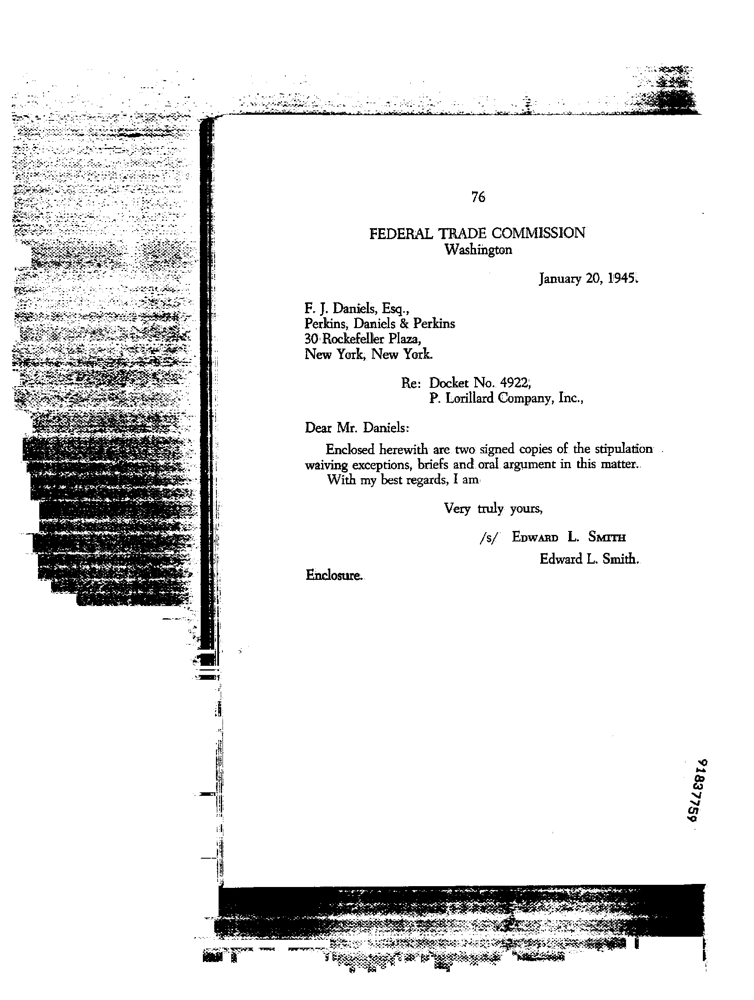 76
FEDERAL TRADE COMMISSION
Washington
January 20, 1945.
F. J. Daniels, Esq.,
Perkins, Daniels & Perkins
30 Rockefeller Plaza,
New York, New York.
Re: Docket No. 4922,
P. Lorillard Company, Inc.,
Dear Mr. Daniels:
Enclosed herewith are two signed copies of the stipulation
waiving exceptions, briefs and oral argument in this matter.
With my best regards, I am
Very truly yours,
/s/ EDWARD L. SMITH
Edward L. Smith.
Enclosure.
91837759